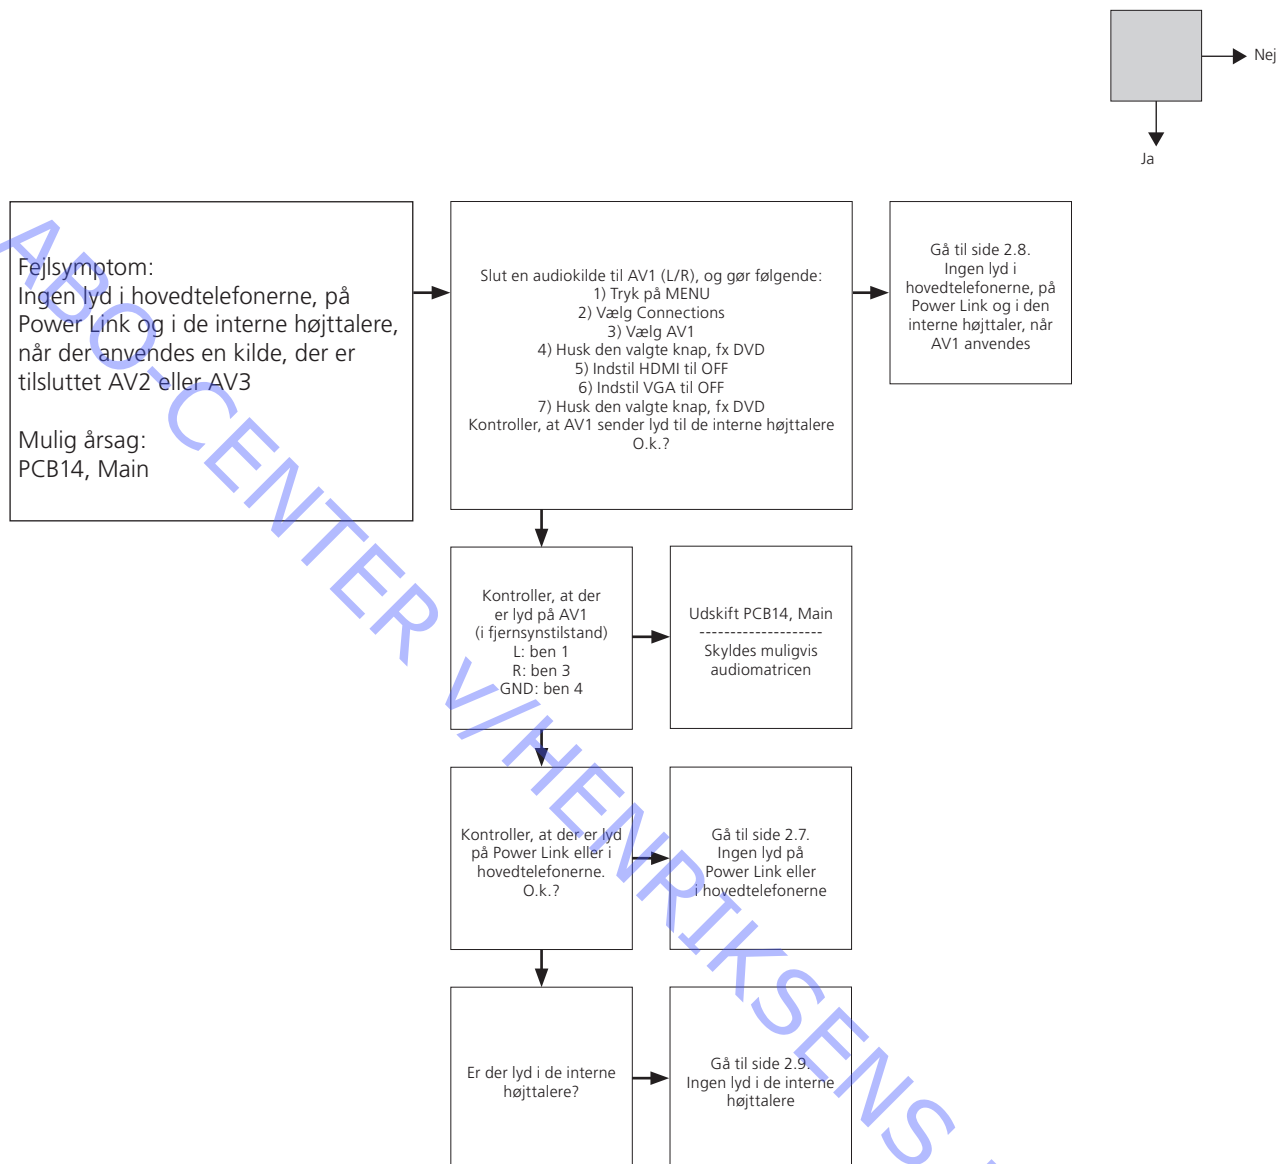 Nej
Ja
Fejlsymptom:
Ingen lyd i hovedtelefonerne, på
Power Link og i de interne højttalere,
når der anvendes en kilde, der er
tilsluttet AV2 eller AV3
Mulig årsag:
PCB14, Main
Slut en audiokilde til AV1 (L/R), og gør følgende:
1) Tryk på MENU
2) Vælg Connections
3) Vælg AV1
4) Husk den valgte knap, fx DVD
5) Indstil HDMI til OFF
6) Indstil VGA til OFF
7) Husk den valgte knap, fx DVD
Kontroller, at AV1 sender lyd til de interne højttalere
O.k.?
Gå til side 2.8.
Ingen lyd i
hovedtelefonerne, på
Power Link og i den
interne højttaler, når
AV1 anvendes
Kontroller, at der
er lyd på AV1
(i fjernsynstilstand)
L: ben 1
R: ben 3
GND: ben 4
Udskift PCB14, Main
--------------------
Skyldes muligvis
audiomatricen
Kontroller, at der er lyd
på Power Link eller i
hovedtelefonerne.
O.k.?
Gå til side 2.7.
Ingen lyd på
Power Link eller
i hovedtelefonerne
Er der lyd i de interne
højttalere?
Gå til side 2.9.
Ingen lyd i de interne
højttalere
ABO-CENTER v/HENRIKSENS